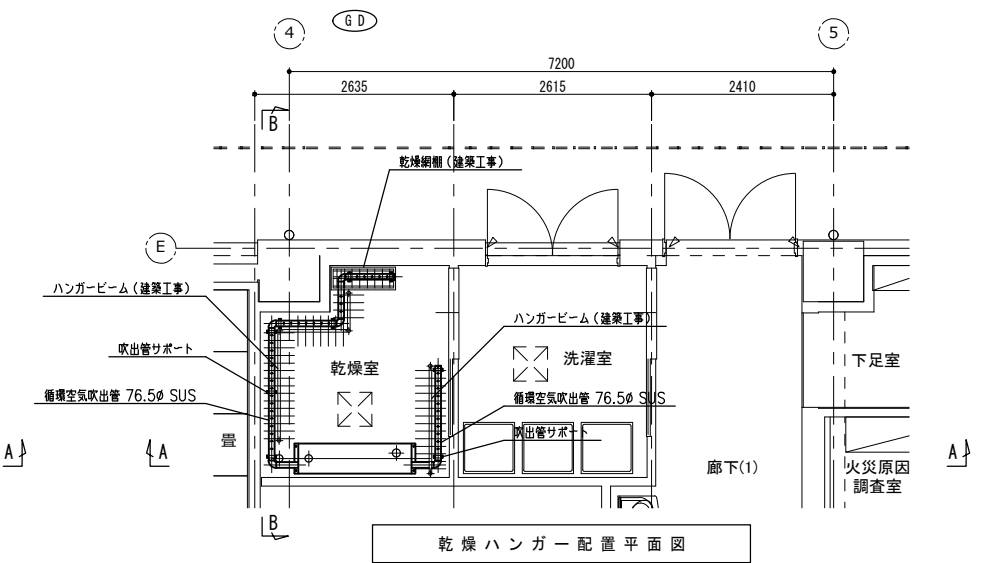 GD
4
5
7200
2635
2615
2410
B
乾燥網棚(建築工事)
E
ハンガービーム(建築工事)
ハンガービーム(建築工事)
吹出管サポート
乾燥室
洗濯室
下足室
循環空気吹出管 76.5φ SUS
循環空気吹出管 76.5φ SUS
吹出管サポート
畳
A
A
A
廊下(1)
火災原因
調査室
B
乾燥ハンガー配置平面図